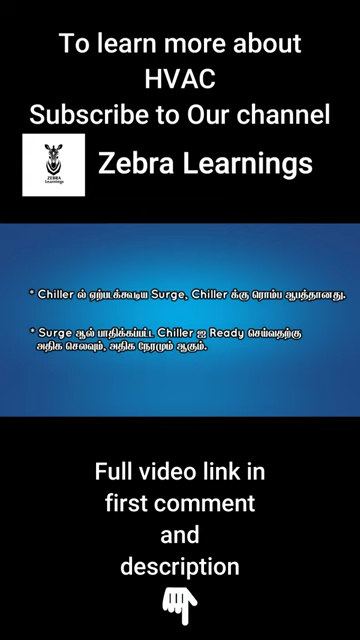 To learn more about
HVAC
Subscribe to Our channel
ZEBRA
Learnings
Zebra Learnings
* Chiller ல் ஏற்படக்கூடிய Surge, Chiller க்கு ரொம்ப ஆபத்தானது.
* Surge ஆல் பாதிக்கப்பட்ட Chiller ஐ Ready செய்வதற்கு
அதிக செலவும், அதிக நேரமும் ஆகும்.
Full video link in
first comment
and
description